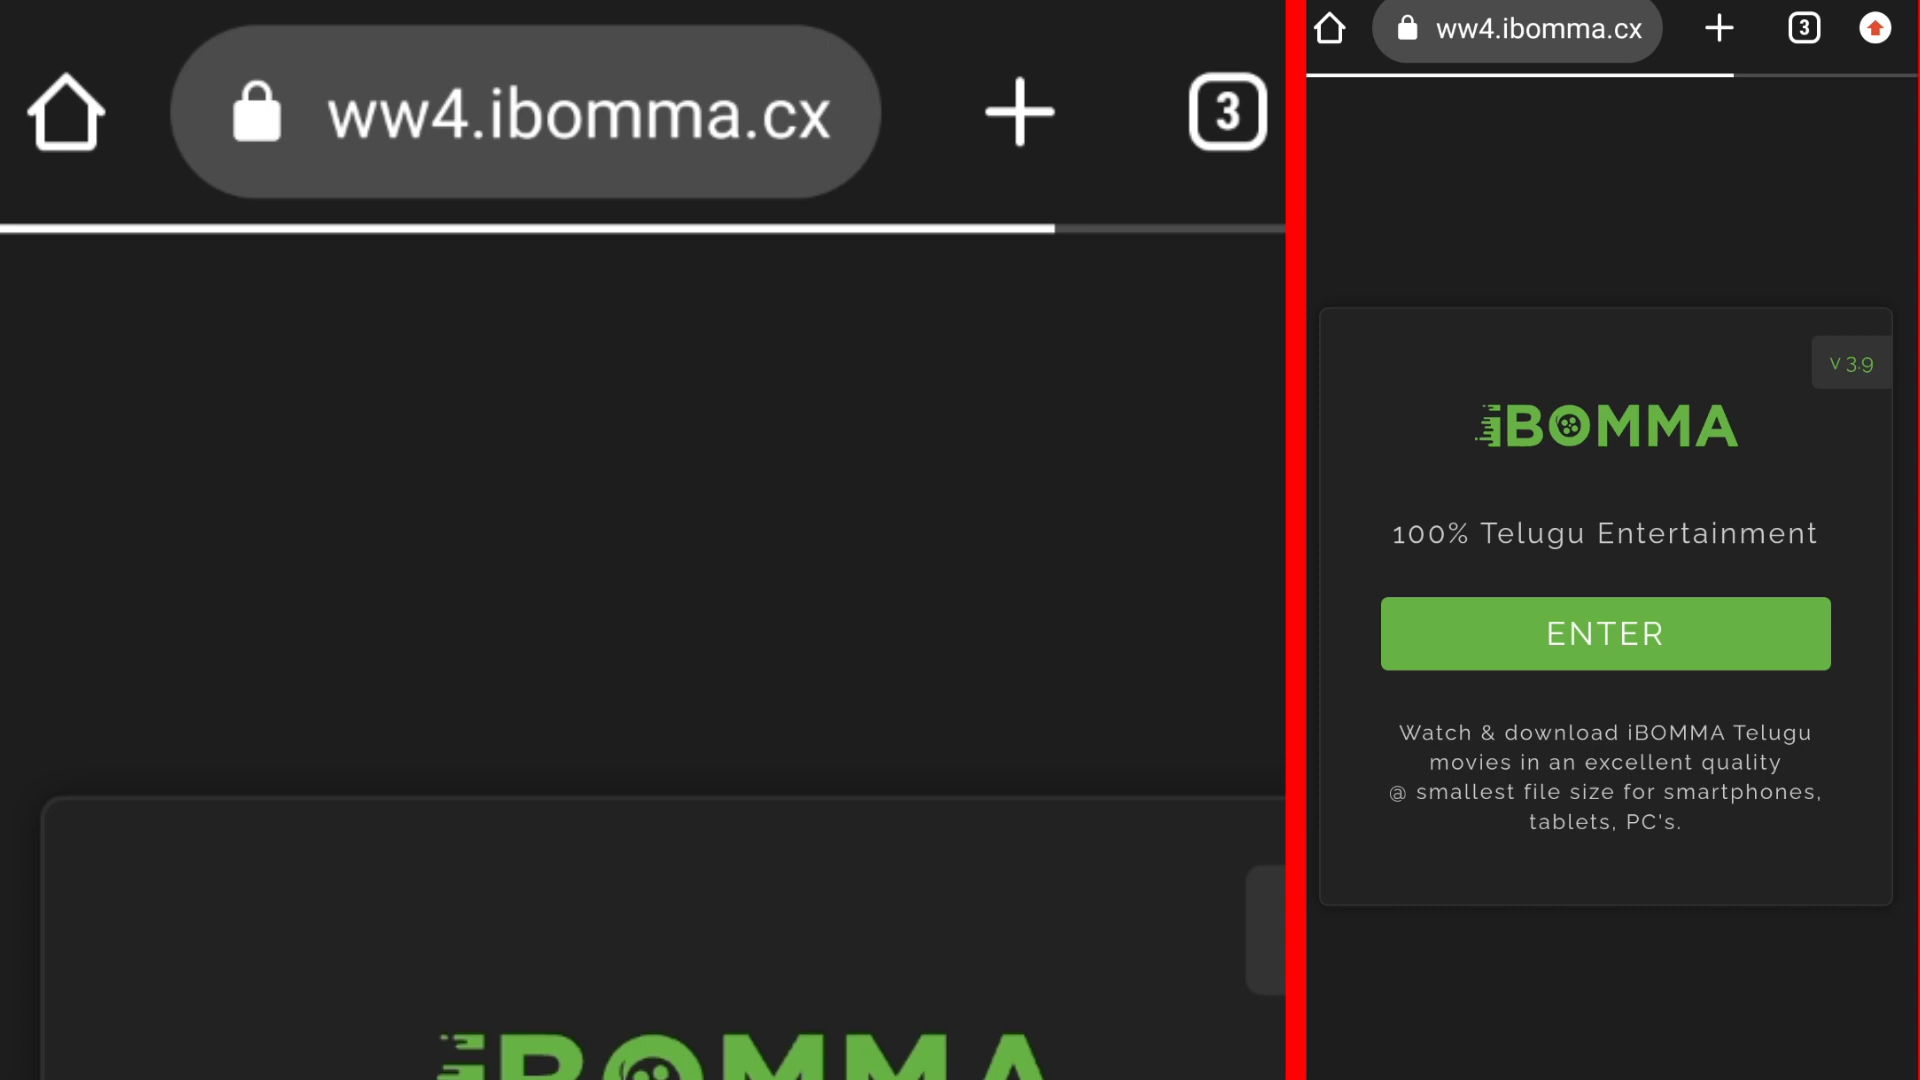 ww4.ibomma.cx
3
iBOMMA
ww4.ibomma.cx
3
v 3.9
iBOMMA
100% Telugu Entertainment
ENTER
Watch & download iBOMMA Telugu
movies in an excellent quality
@ smallest file size for smartphones,
tablets, PC's.